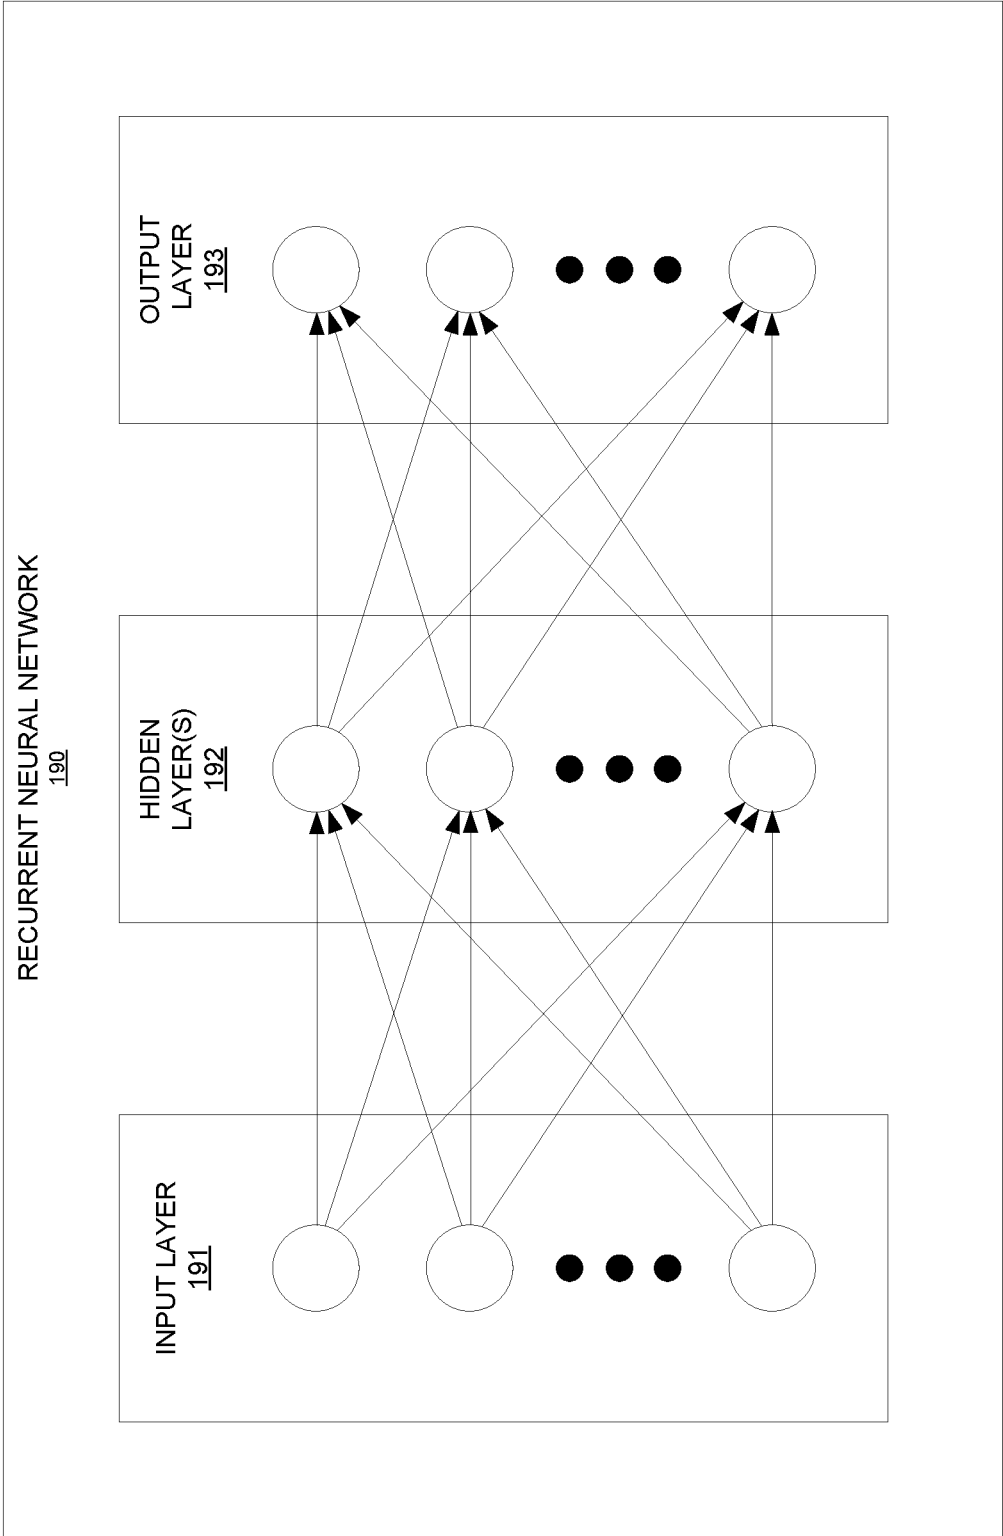 RECURRENT NEURAL NETWORK
190
INPUT LAYER
191
HIDDEN
LAYER(S)
192
OUTPUT
LAYER
193